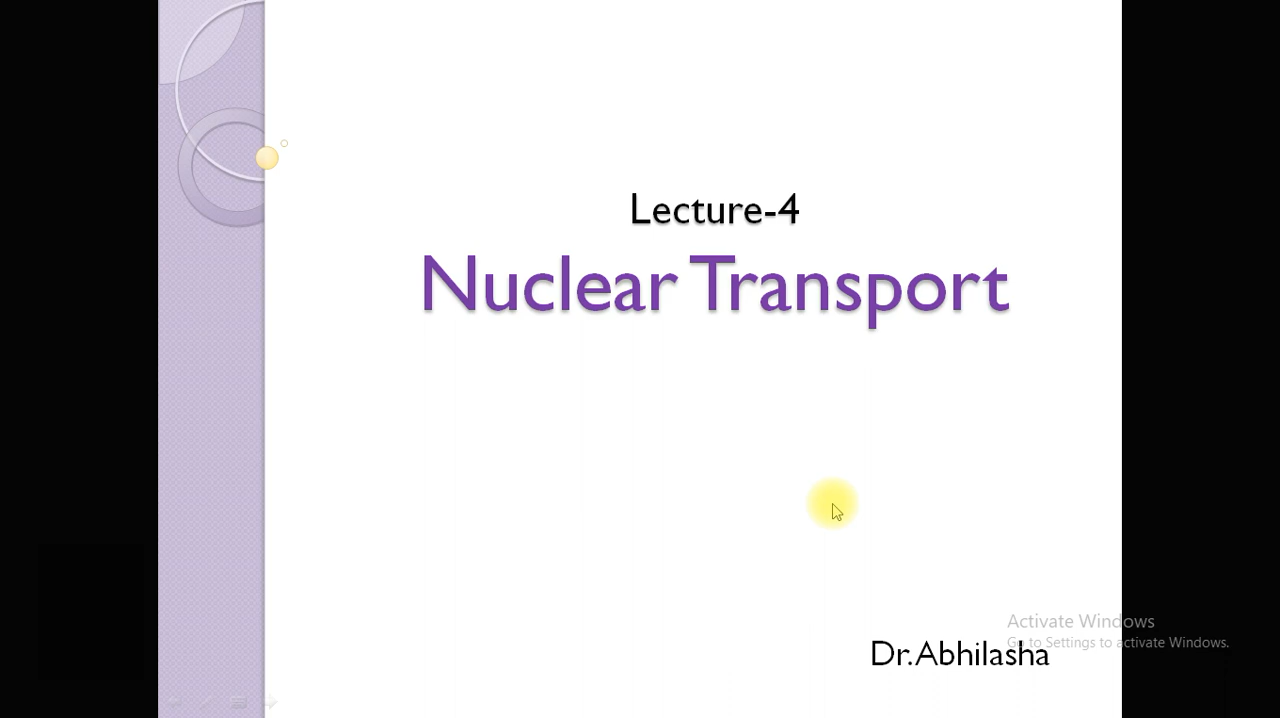 Lecture-4
Nuclear Transport
Activate Windows
Go to Settings to activate Windows.
Dr.Abhilasha